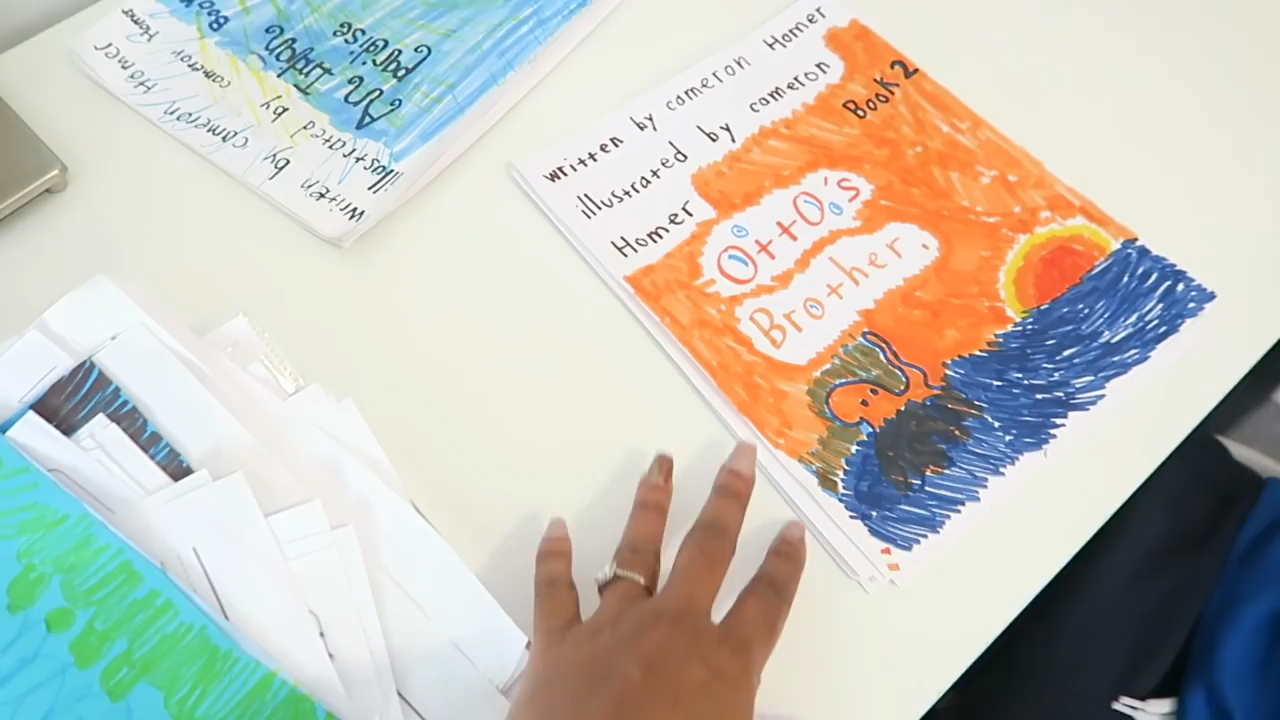 written by cameron Homer
illustrated by cameron
Homer
Book 2
OttO's
Brother.
An Indan
paradise
Book
illustrated by cameron Homer
Written by cameron Homer